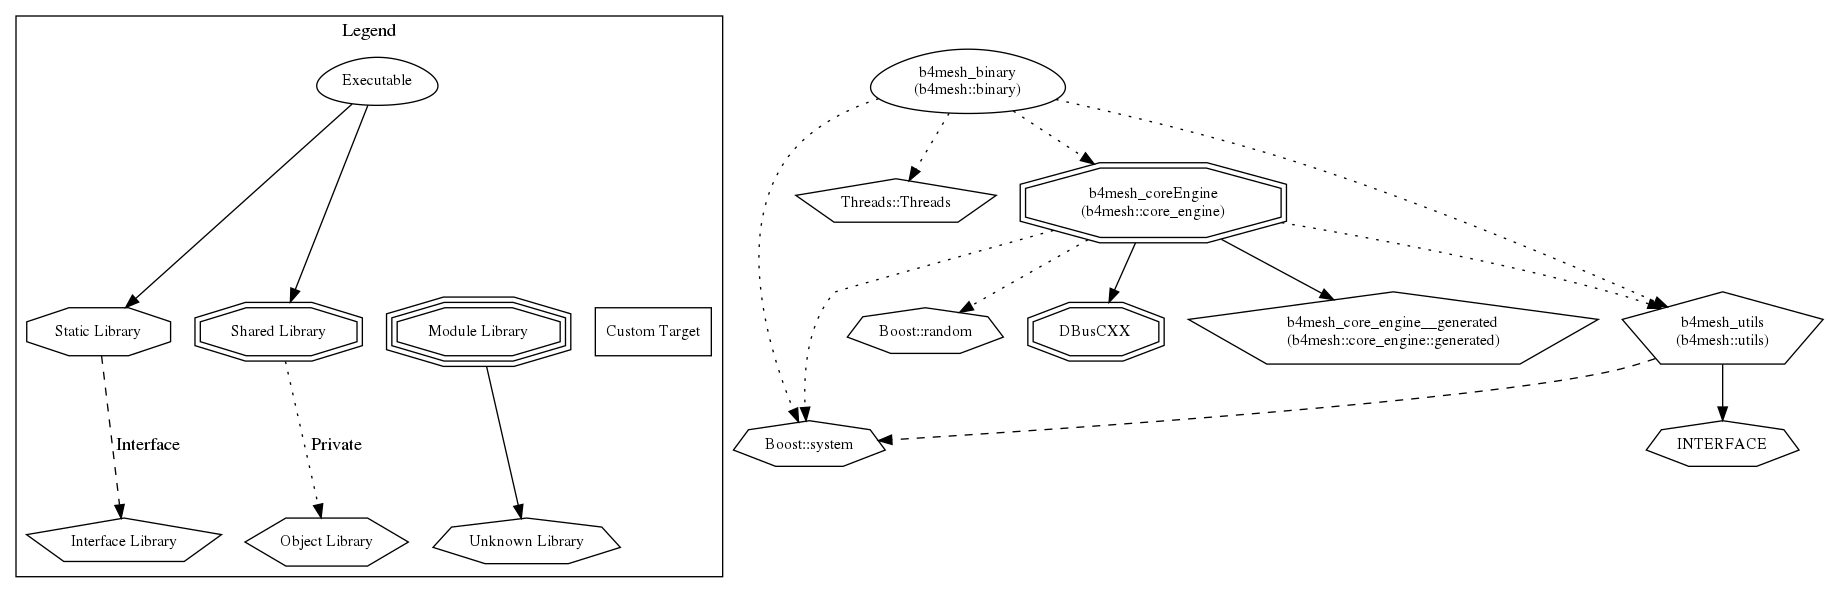 Legend
Executable
Static Library
Shared Library
Module Library
Custom Target
Interface
Private
Interface Library
Object Library
Unknown Library
b4mesh_binary
(b4mesh::binary)
Threads::Threads
b4mesh_coreEngine
(b4mesh::core_engine)
Boost::random
DBusCXX
b4mesh_core_engine__generated
(b4mesh::core_engine::generated)
b4mesh_utils
(b4mesh::utils)
Boost::system
INTERFACE